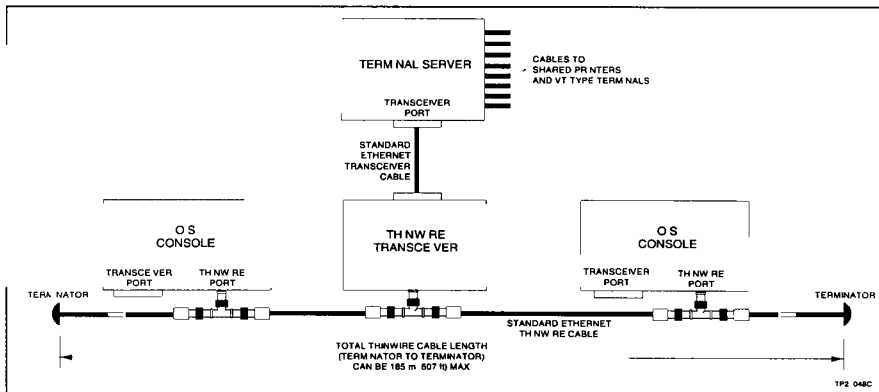 TERM NAL SERVER
TRANSCEIVER
PORT
CABLES TO
SHARED PR NTERS
AND VT TYPE TERM NALS
STANDARD
ETHERNET
TRANSCEIVER
CABLE
O S
CONSOLE
TRANSCE VER
PORT
TH NW RE
PORT
TH NW RE
TRANSCE VER
O S
CONSOLE
TRANSCEIVER
PORT
TH NW RE
PORT
TERM NATOR
TERMINATOR
STANDARD ETHERNET
TH NW RE CABLE
TOTAL THINWIRE CABLE LENGTH
(TERM NATOR TO TERMINATOR)
CAN BE 185 m 607 ft) MAX
TP2 048C